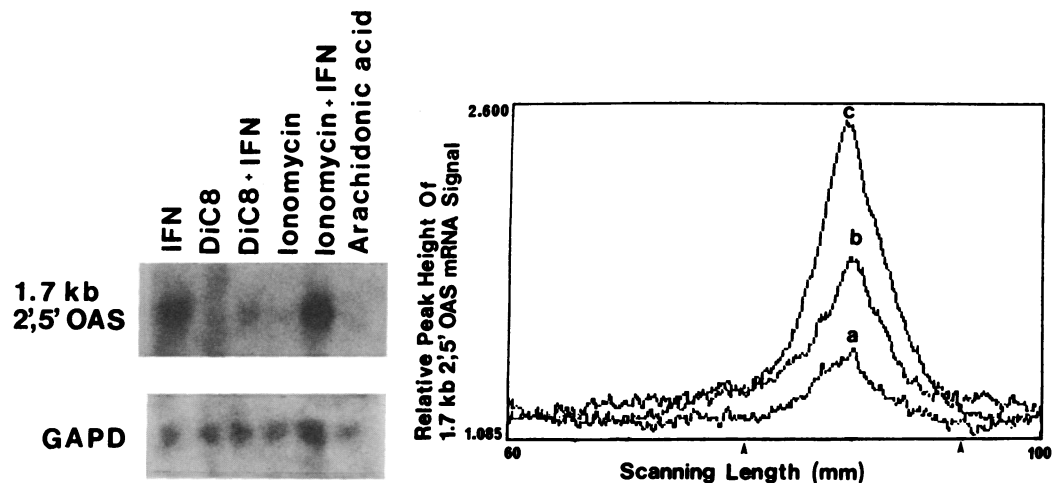 IFN
DiC8
DiC8 + IFN
Ionomycin
Ionomycin + IFN
Arachidonic acid
1.7 kb
2',5' OAS
GAPD
Relative Peak Height Of
1.7 kb 2',5' OAS mRNA Signal
2.600
1.085
c
b
a
60
100
Scanning Length (mm)